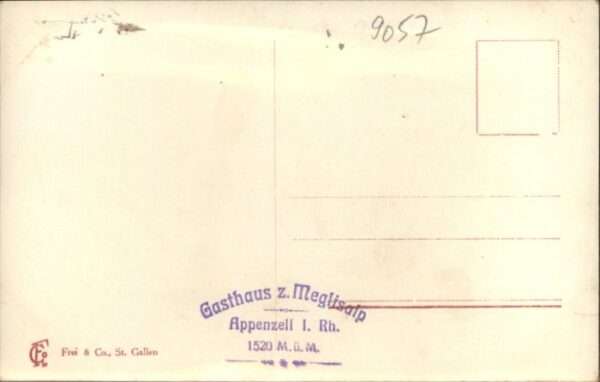 9057
Gasthaus z. Meglisalp
Appenzell I. Rh.
1520 M.ü.M.
Frei & Co., St. Gallen